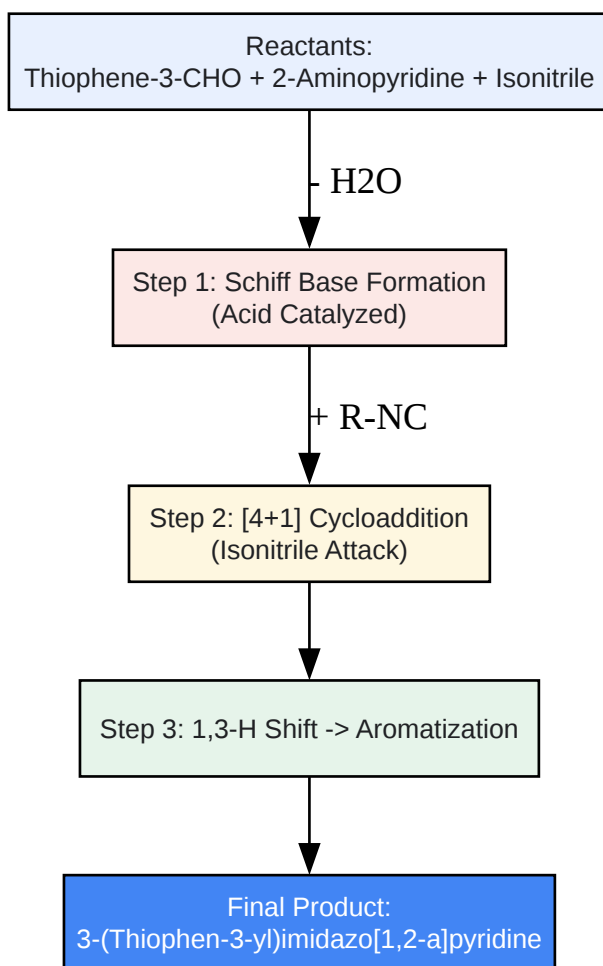 Reactants:
Thiophene-3-CHO + 2-Aminopyridine + Isonitrile
- H2O
Step 1: Schiff Base Formation
(Acid Catalyzed)
+ R-NC
Step 2: [4+1] Cycloaddition
(Isonitrile Attack)
Step 3: 1,3-H Shift -> Aromatization
Final Product:
3-(Thiophen-3-yl)imidazo[1,2-a]pyridine